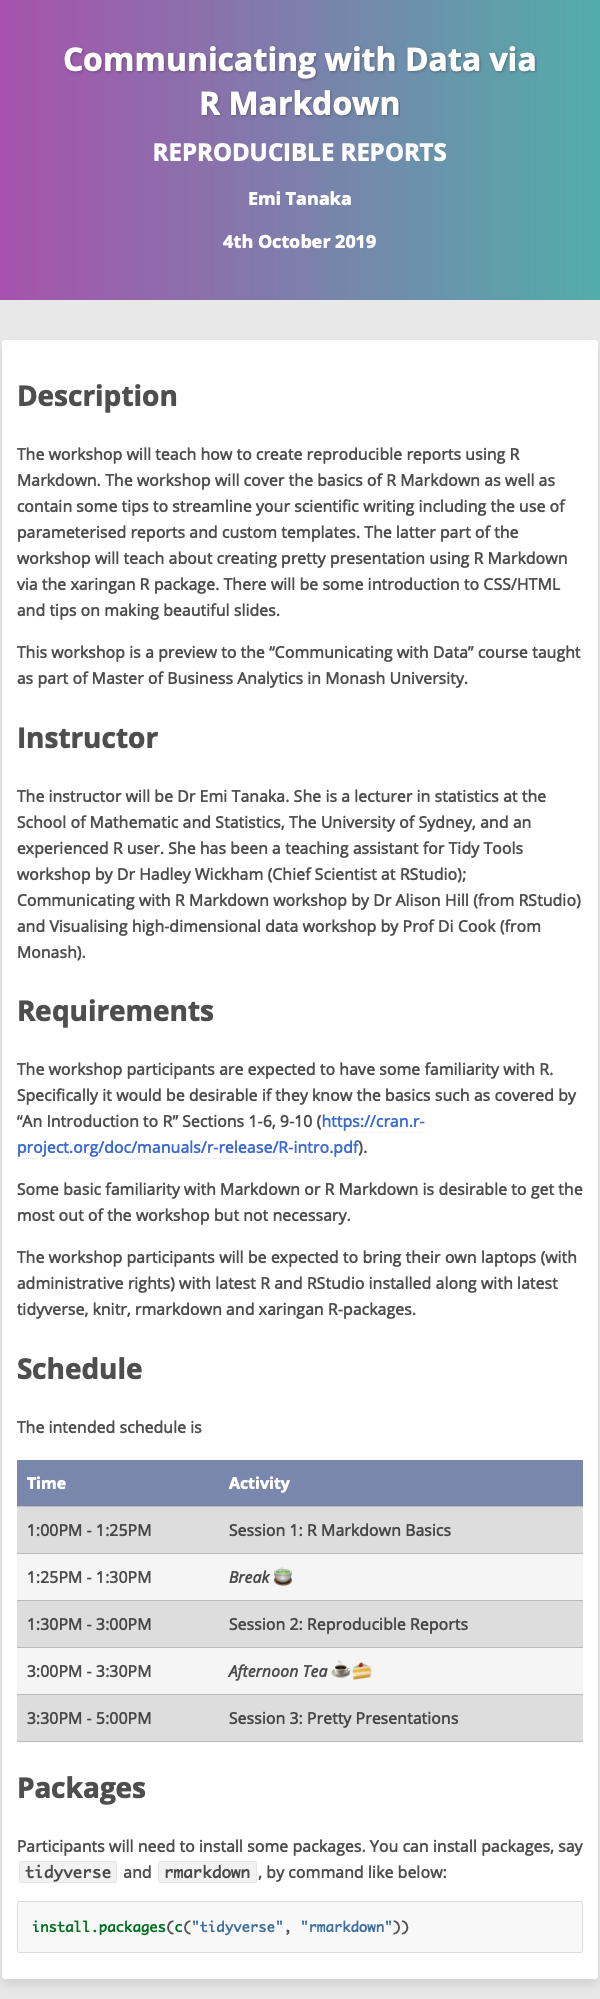 Communicating with Data via
R Markdown
REPRODUCIBLE REPORTS
Emi Tanaka
4th October 2019
Description
The workshop will teach how to create reproducible reports using R
Markdown. The workshop will cover the basics of R Markdown as well as
contain some tips to streamline your scientific writing including the use of
parameterised reports and custom templates. The latter part of the
workshop will teach about creating pretty presentation using R Markdown
via the xaringan R package. There will be some introduction to CSS/HTML
and tips on making beautiful slides.
This workshop is a preview to the “Communicating with Data” course taught
as part of Master of Business Analytics in Monash University.
Instructor
The instructor will be Dr Emi Tanaka. She is a lecturer in statistics at the
School of Mathematic and Statistics, The University of Sydney, and an
experienced R user. She has been a teaching assistant for Tidy Tools
workshop by Dr Hadley Wickham (Chief Scientist at RStudio);
Communicating with R Markdown workshop by Dr Alison Hill (from RStudio)
and Visualising high-dimensional data workshop by Prof Di Cook (from
Monash).
Requirements
The workshop participants are expected to have some familiarity with R.
Specifically it would be desirable if they know the basics such as covered by
“An Introduction to R” Sections 1-6, 9-10 (https://cran.r-
project.org/doc/manuals/r-release/R-intro.pdf).
Some basic familiarity with Markdown or R Markdown is desirable to get the
most out of the workshop but not necessary.
The workshop participants will be expected to bring their own laptops (with
administrative rights) with latest R and RStudio installed along with latest
tidyverse, knitr, rmarkdown and xaringan R-packages.
Schedule
The intended schedule is
Time Activity
1:00PM - 1:25PM Session 1: R Markdown Basics
1:25PM - 1:30PM Break 🍵
1:30PM - 3:00PM Session 2: Reproducible Reports
3:00PM - 3:30PM Afternoon Tea ☕🍰
3:30PM - 5:00PM Session 3: Pretty Presentations
Packages
Participants will need to install some packages. You can install packages, say
tidyverse and rmarkdown, by command like below:
install.packages(c("tidyverse", "rmarkdown"))